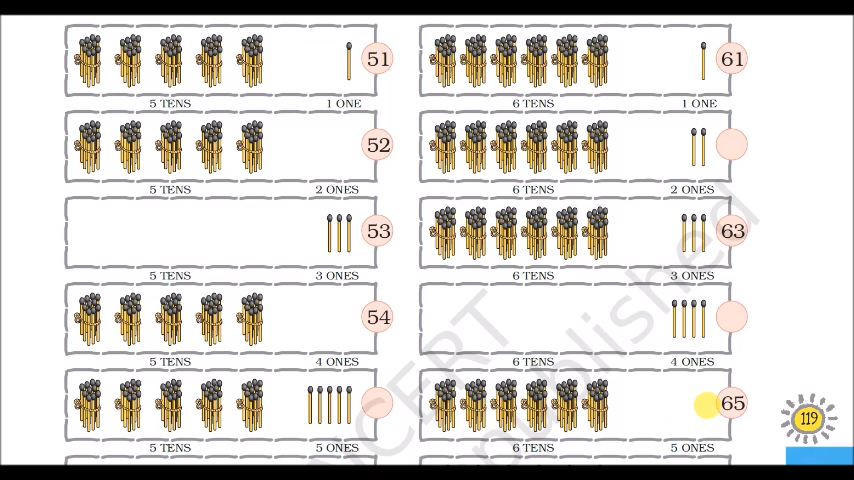 51
5 TENS 1 ONE
61
6 TENS 1 ONE
52
5 TENS 2 ONES
6 TENS 2 ONES
53
5 TENS 3 ONES
63
6 TENS 3 ONES
54
5 TENS 4 ONES
6 TENS 4 ONES
5 TENS 5 ONES
65
6 TENS 5 ONES
119
NCERT
published